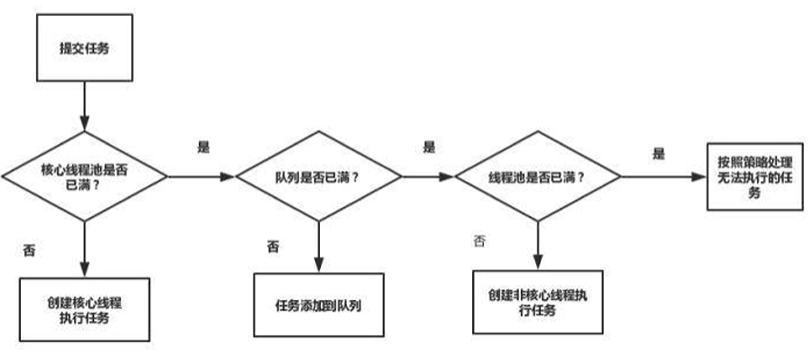 提交任务
核心线程池是否
已满？
是
队列是否已满？
是
线程池是否已满？
是
按照策略处理
无法执行的任
务
否
创建核心线程
执行任务
否
任务添加到队列
否
创建非核心线程执
行任务